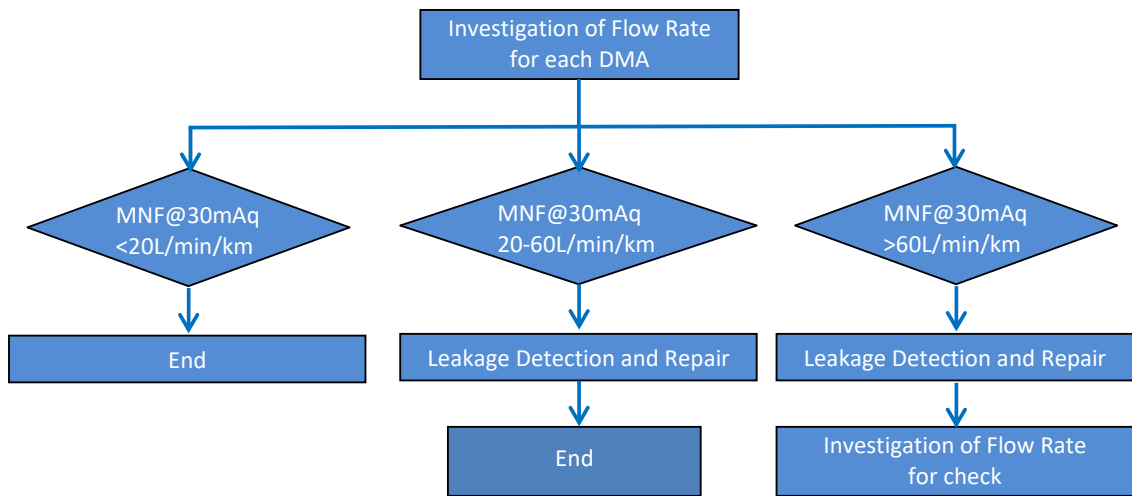 Investigation of Flow Rate
for each DMA
MNF@30mAq
<20L/min/km
MNF@30mAq
20-60L/min/km
MNF@30mAq
>60L/min/km
End
Leakage Detection and Repair
Leakage Detection and Repair
End
Investigation of Flow Rate
for check